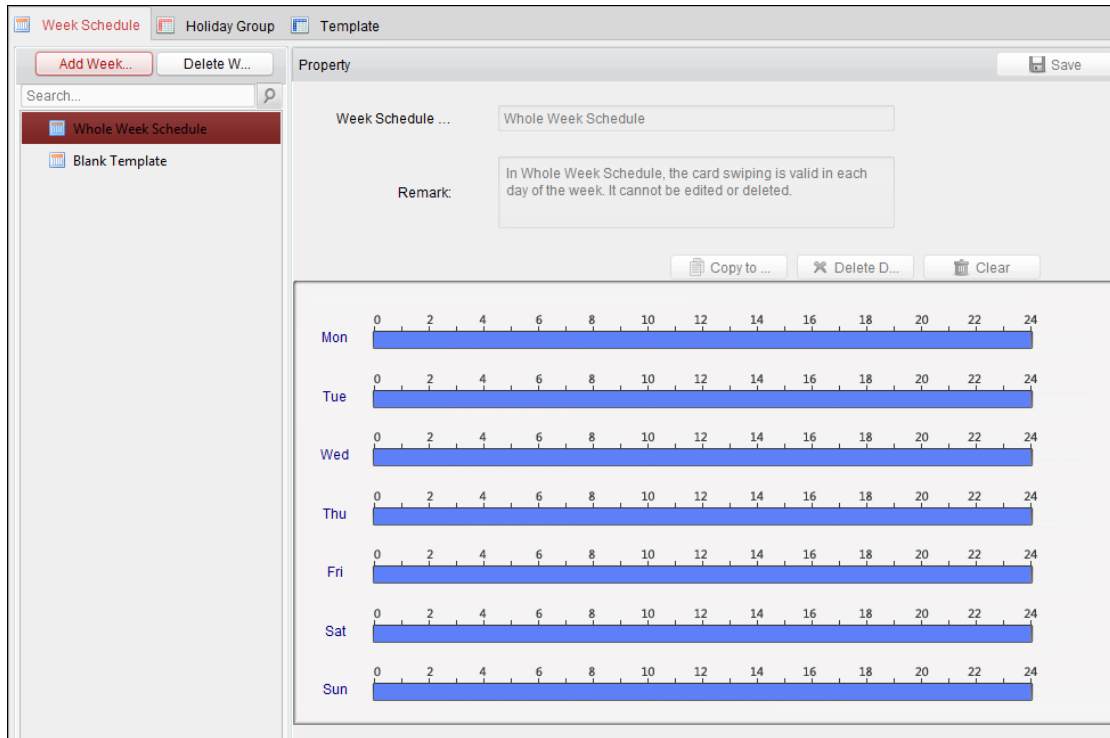 Week Schedule Holiday Group Template
Add Week... Delete W...
Search...
Whole Week Schedule
Blank Template
Property Save
Week Schedule ... Whole Week Schedule
Remark: In Whole Week Schedule, the card swiping is valid in each
day of the week. It cannot be edited or deleted.
Copy to ... Delete D... Clear
0 2 4 6 8 10 12 14 16 18 20 22 24
Mon
0 2 4 6 8 10 12 14 16 18 20 22 24
Tue
0 2 4 6 8 10 12 14 16 18 20 22 24
Wed
0 2 4 6 8 10 12 14 16 18 20 22 24
Thu
0 2 4 6 8 10 12 14 16 18 20 22 24
Fri
0 2 4 6 8 10 12 14 16 18 20 22 24
Sat
0 2 4 6 8 10 12 14 16 18 20 22 24
Sun